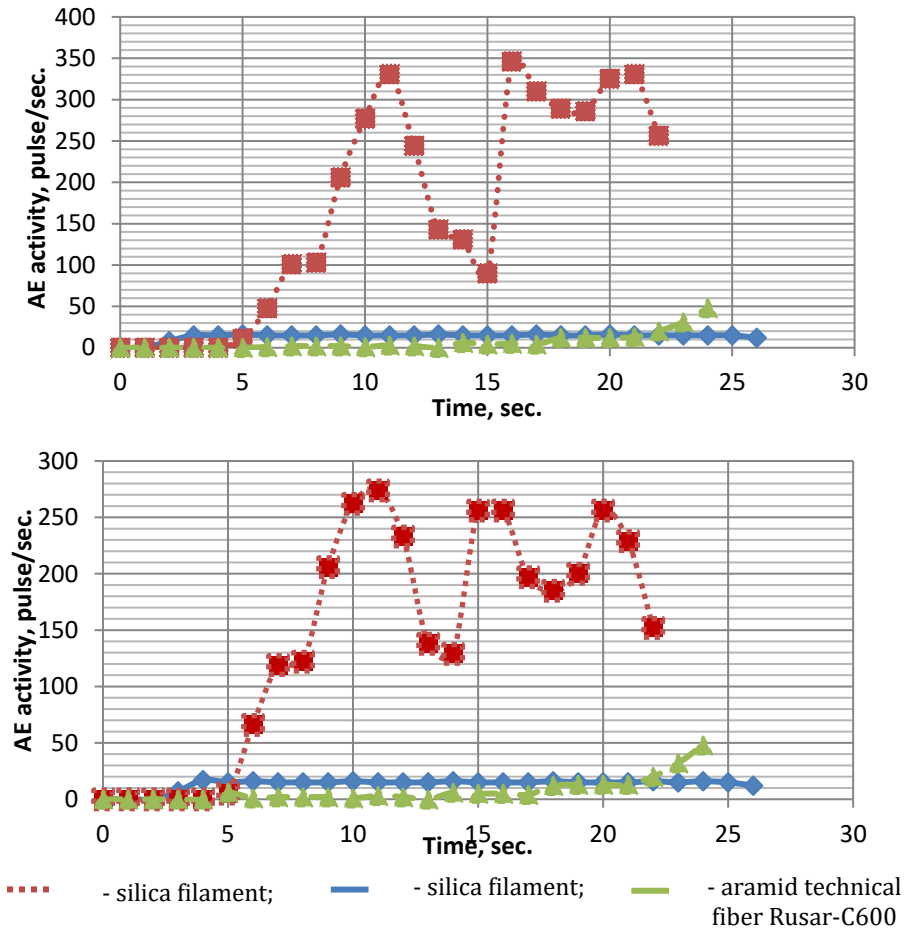 400
350
300
250
200
150
100
50
0
AE activity, pulse/sec.
0 5 10 15 20 25 30
Time, sec.
300
250
200
150
100
50
0
AE activity, pulse/sec.
0 5 10 15 20 25 30
Time, sec.
- silica filament; - silica filament; - aramid technical
fiber Rusar-C600